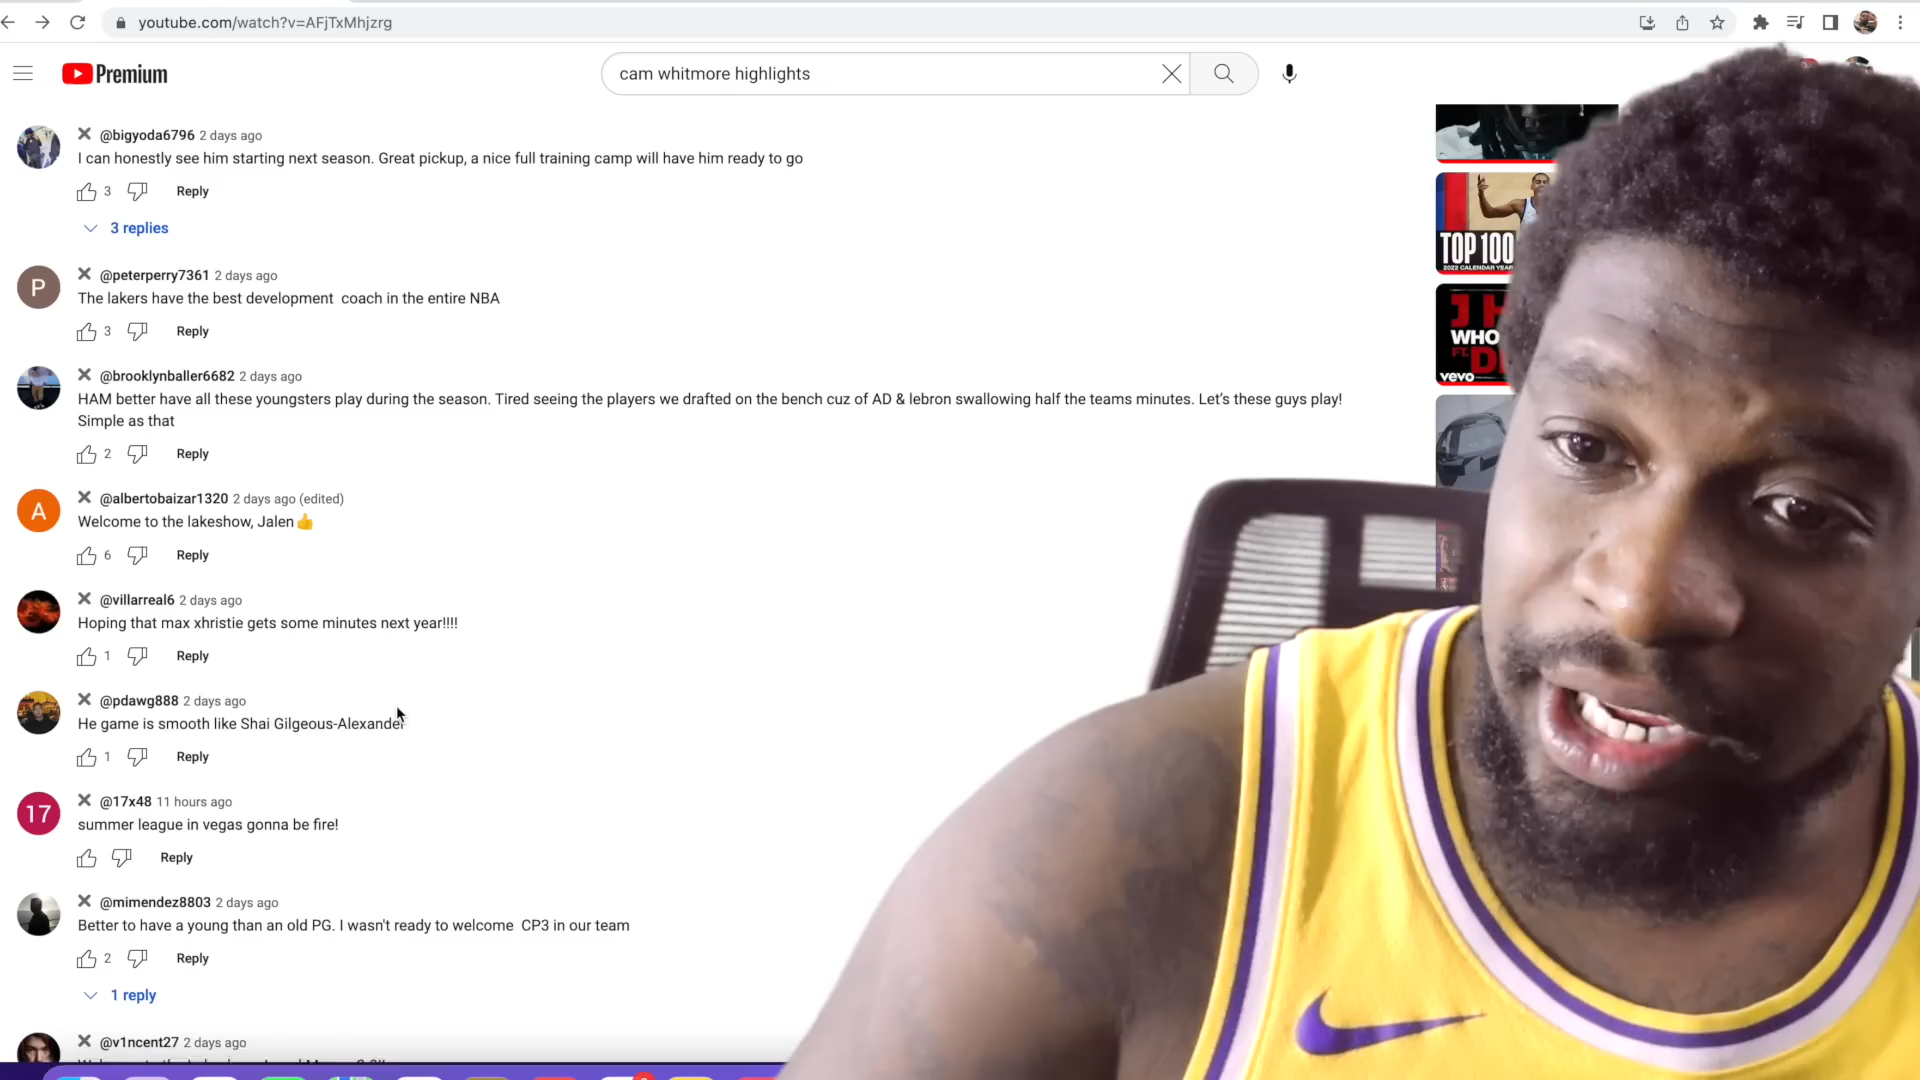 youtube.com/watch?v=AFjTxMhjzrg
Premium
cam whitmore highlights
@bigyoda6796 2 days ago
I can honestly see him starting next season. Great pickup, a nice full training camp will have him ready to go
3 Reply
3 replies
P
@peterperry7361 2 days ago
The lakers have the best development coach in the entire NBA
3 Reply
@brooklynballer6682 2 days ago
HAM better have all these youngsters play during the season. Tired seeing the players we drafted on the bench cuz of AD & lebron swallowing half the teams minutes. Let's these guys play!
Simple as that
2 Reply
A
@albertobaizar1320 2 days ago (edited)
Welcome to the lakeshow, Jalen👍
6 Reply
@villarreal6 2 days ago
Hoping that max xhristie gets some minutes next year!!!!
1 Reply
@pdawg888 2 days ago
He game is smooth like Shai Gilgeous-Alexander
1 Reply
17
@17x48 11 hours ago
summer league in vegas gonna be fire!
Reply
@mimendez8803 2 days ago
Better to have a young than an old PG. I wasn't ready to welcome CP3 in our team
2 Reply
1 reply
@v1ncent27 2 days ago
TOP 100
2022 CALENDAR YEAR
J H
WHO
FT. D
vevo